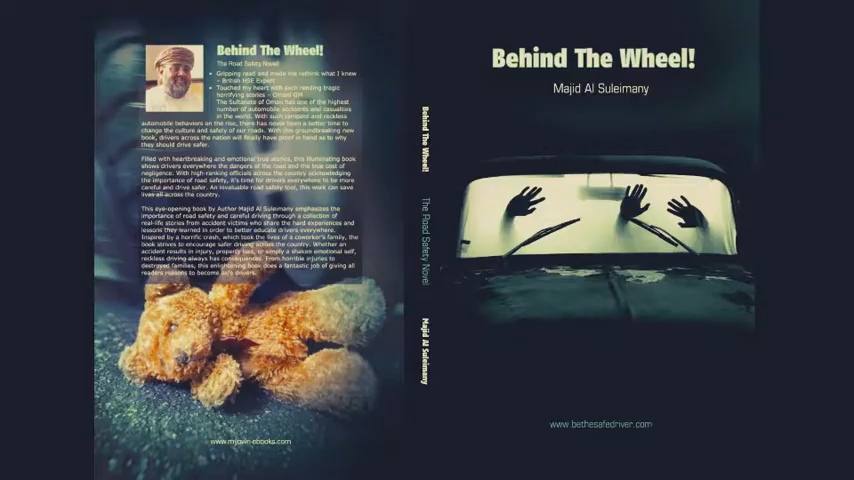 Behind The Wheel!
The Road Safety Novel!
• Gripping read and made me rethink what I knew
– British HSE Expert
• Touched my heart with such reading tragic
horrifying stories – Omani GM
The Sultanate of Oman has one of the highest
number of automobile accidents and casualties
in the world. With such rampant and reckless
automobile behaviors on the rise, there has never been a better time to
change the culture and safety of our roads. With this groundbreaking new
book, drivers across the nation will finally have proof in hand as to why
they should drive safer.
Filled with heartbreaking and emotional true stories, this illuminating book
shows drivers everywhere the dangers of the road and the true cost of
negligence. With high-ranking officials across the country acknowledging
the importance of road safety, it's time for drivers everywhere to be more
careful and drive safer. An invaluable road safety tool, this work can save
lives all across the country.
This eye-opening book by Author Majid Al Suleimany emphasizes the
importance of road safety and careful driving through a collection of
real-life stories from accident victims who share the hard experiences and
lessons they learned in order to better educate drivers everywhere.
Inspired by a horrific crash, which took the lives of a coworker's family, the
book strives to encourage safer driving across the country. Whether an
accident results in injury, property loss, or simply a shaken emotional self,
reckless driving always has consequences. From horrible injuries to
destroyed families, this enlightening book does a fantastic job of giving all
readers reasons to become safe drivers.
www.myown-ebooks.com
Behind The Wheel!
The Road Safety Novel
Majid Al Suleimany
Behind The Wheel!
Majid Al Suleimany
www.bethesafedriver.com